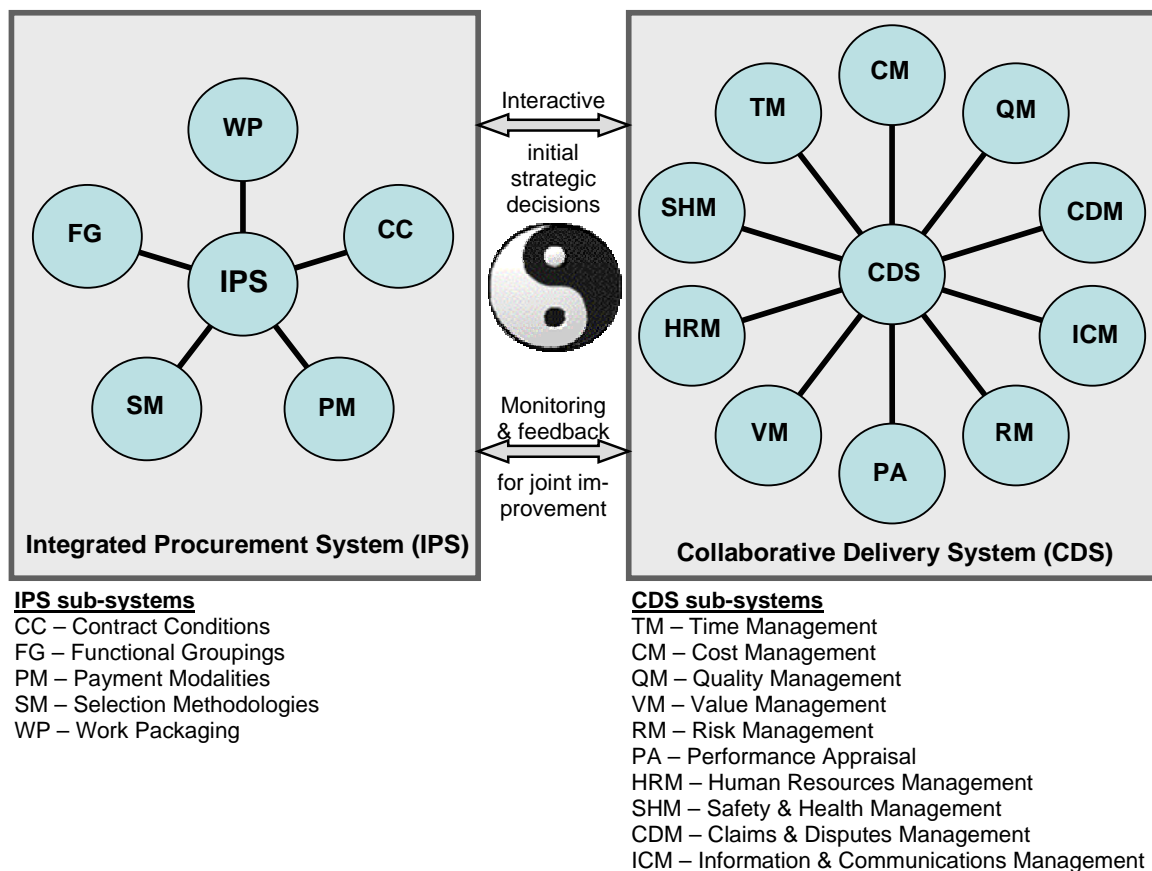 WP
FG
CC
IPS
SM
PM
Integrated Procurement System (IPS)
Interactive
initial
strategic
decisions
Monitoring
& feedback
for joint im-
provement
CM
TM
QM
SHM
CDM
CDS
HRM
ICM
VM
RM
PA
Collaborative Delivery System (CDS)
IPS sub-systems
CC – Contract Conditions
FG – Functional Groupings
PM – Payment Modalities
SM – Selection Methodologies
WP – Work Packaging
CDS sub-systems
TM – Time Management
CM – Cost Management
QM – Quality Management
VM – Value Management
RM – Risk Management
PA – Performance Appraisal
HRM – Human Resources Management
SHM – Safety & Health Management
CDM – Claims & Disputes Management
ICM – Information & Communications Management